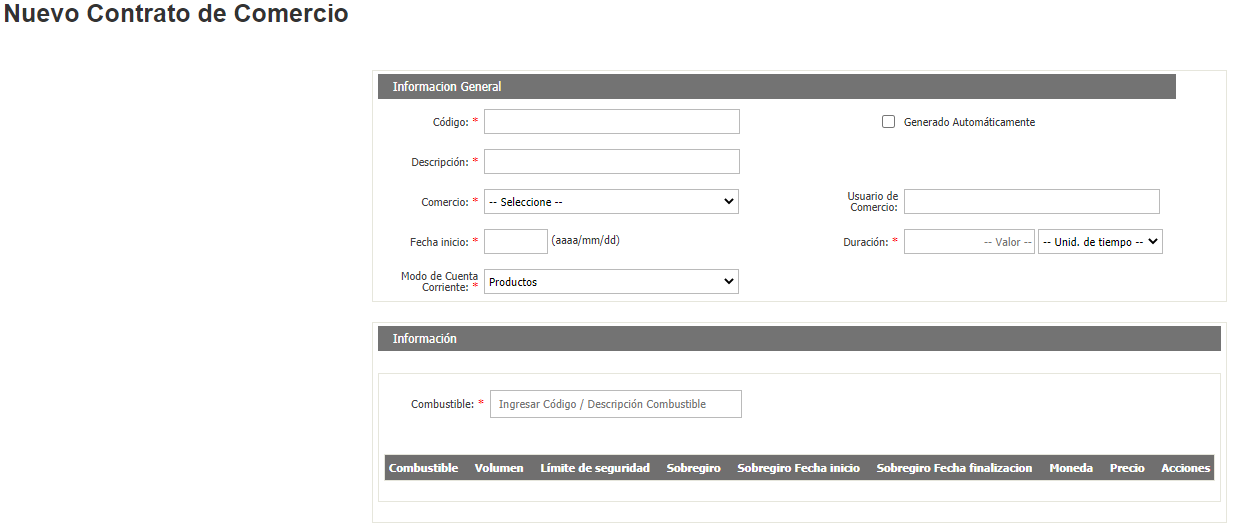 Nuevo Contrato de Comercio
Informacion General
Código: *
Generado Automáticamente
Descripción: *
Comercio: * -- Seleccione --
Usuario de
Comercio:
Fecha inicio: * (aaaa/mm/dd)
Duración: * -- Valor -- -- Unid. de tiempo --
Modo de Cuenta
Corriente: * Productos
Información
Combustible: * Ingresar Código / Descripción Combustible
Combustible Volumen Límite de seguridad Sobregiro Sobregiro Fecha inicio Sobregiro Fecha finalizacion Moneda Precio Acciones